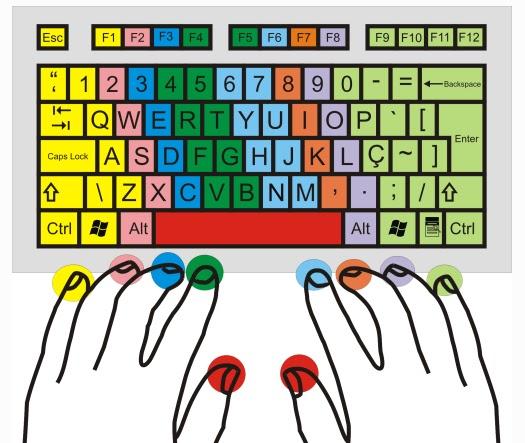 Esc F1 F2 F3 F4 F5 F6 F7 F8 F9 F10 F11 F12
“ ‘ 1 2 3 4 5 6 7 8 9 0 - = Backspace
Q W E R T Y U I O P ` [ Enter
Caps Lock A S D F G H J K L Ç ~ ]
\ Z X C V B N M , . ; /
Ctrl Alt Alt Ctrl